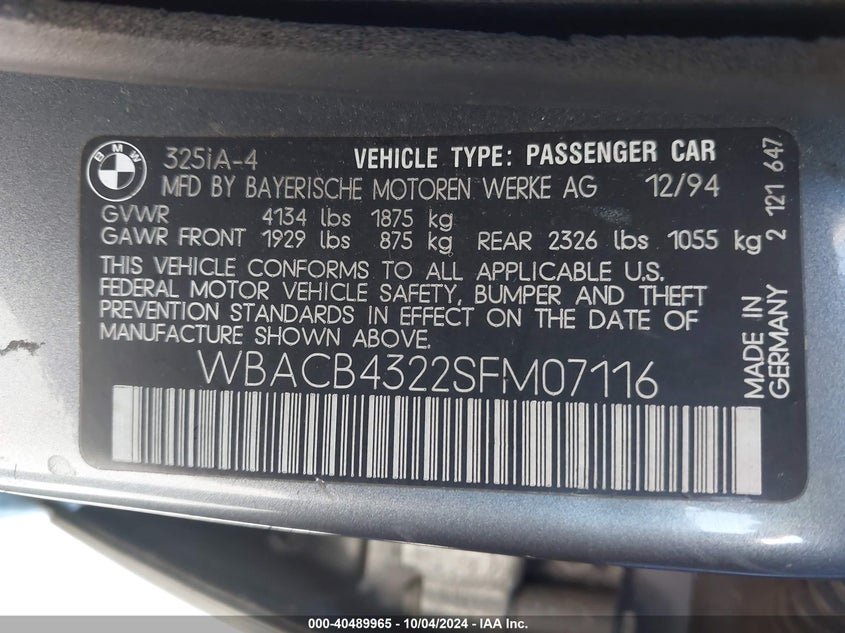 BMW
325iA-4 VEHICLE TYPE: PASSENGER CAR
MFD BY BAYERISCHE MOTOREN WERKE AG 12/94
GVWR 4134 lbs 1875 kg
GAWR FRONT 1929 lbs 875 kg REAR 2326 lbs 1055 kg
THIS VEHICLE CONFORMS TO ALL APPLICABLE U.S.
FEDERAL MOTOR VEHICLE SAFETY, BUMPER AND THEFT
PREVENTION STANDARDS IN EFFECT ON THE DATE OF
MANUFACTURE SHOWN ABOVE.
WBACB4322SFM07116
2 121 647
MADE IN
GERMANY
000-40489965 - 10/04/2024 - IAA Inc.